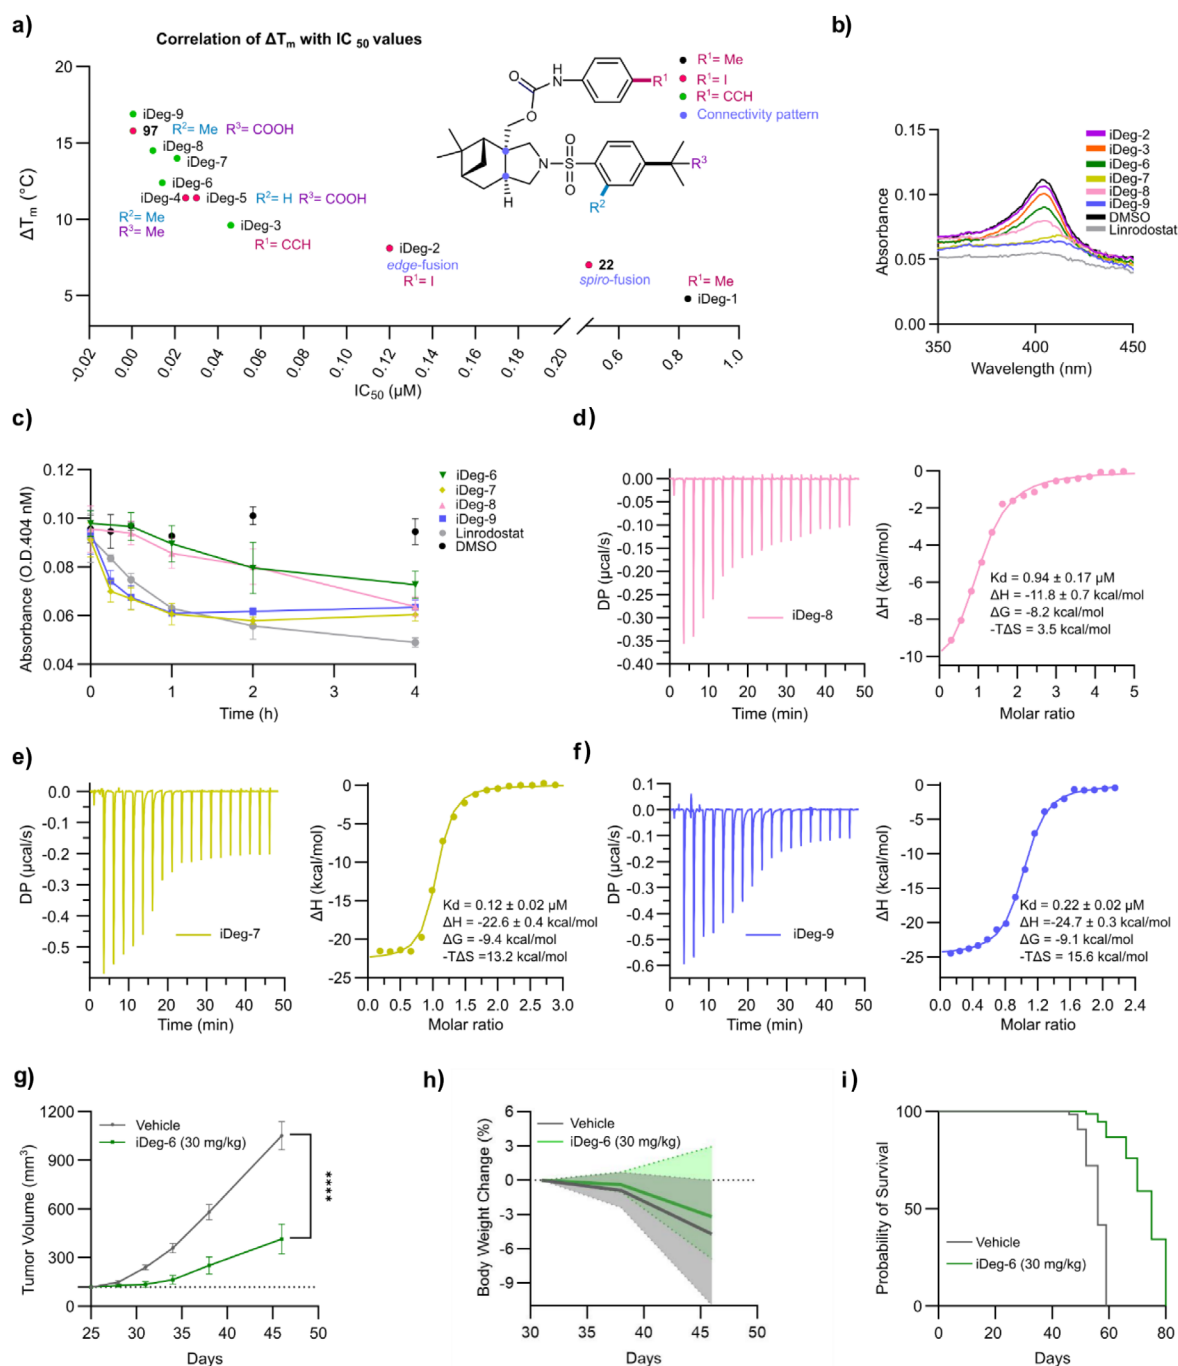 a)
Correlation of ΔTm with IC 50 values
20
15
10
5
ΔTm (°C)
iDeg-9
97 R²= Me R³= COOH
iDeg-8
iDeg-7
iDeg-6
iDeg-4 iDeg-5 R²= H R³= COOH
R²= Me
R³= Me
iDeg-3
R¹= CCH
iDeg-2
edge-fusion
R¹= I
22
spiro-fusion
R¹= Me
iDeg-1
R¹= Me
R¹= I
R¹= CCH
Connectivity pattern
H
O N R¹
O
N S R³
O
O
R²
H
-0.02 0.00 0.02 0.04 0.06 0.08 0.10 0.12 0.14 0.16 0.18 0.20 0.6 0.8 1.0
IC50 (µM)
b)
0.15
0.10
0.05
0.00
Absorbance
iDeg-2
iDeg-3
iDeg-6
iDeg-7
iDeg-8
iDeg-9
DMSO
Linrodostat
350 400 450
Wavelength (nm)
c)
0.12
0.10
0.08
0.06
0.04
Absorbance (O.D.404 nM)
iDeg-6
iDeg-7
iDeg-8
iDeg-9
Linrodostat
DMSO
0 1 2 3 4
Time (h)
d)
0.00
-0.05
-0.10
-0.15
-0.20
-0.25
-0.30
-0.35
-0.40
DP (µcal/s)
iDeg-8
0 10 20 30 40 50
Time (min)
0
-2
-4
-6
-8
-10
ΔH (kcal/mol)
Kd = 0.94 ± 0.17 µM
ΔH = -11.8 ± 0.7 kcal/mol
ΔG = -8.2 kcal/mol
-TΔS = 3.5 kcal/mol
0 1 2 3 4 5
Molar ratio
e)
0.0
-0.1
-0.2
-0.3
-0.4
-0.5
DP (µcal/s)
iDeg-7
0 10 20 30 40 50
Time (min)
0
-5
-10
-15
-20
-25
ΔH (kcal/mol)
Kd = 0.12 ± 0.02 µM
ΔH = -22.6 ± 0.4 kcal/mol
ΔG = -9.4 kcal/mol
-TΔS =13.2 kcal/mol
0.0 0.5 1.0 1.5 2.0 2.5 3.0
Molar ratio
f)
0.1
0.0
-0.1
-0.2
-0.3
-0.4
-0.5
-0.6
DP (µcal/s)
iDeg-9
0 10 20 30 40 50
Time (min)
0
-5
-10
-15
-20
-25
ΔH (kcal/mol)
Kd = 0.22 ± 0.02 µM
ΔH =-24.7 ± 0.3 kcal/mol
ΔG = -9.1 kcal/mol
-TΔS = 15.6 kcal/mol
0.0 0.4 0.8 1.2 1.6 2.0 2.4
Molar ratio
g)
1200
900
600
300
0
Tumor Volume (mm³)
Vehicle
iDeg-6 (30 mg/kg)
****
25 30 35 40 45 50
Days
h)
6
3
0
-3
-6
-9
Body Weight Change (%)
Vehicle
iDeg-6 (30 mg/kg)
30 35 40 45 50
Days
i)
100
50
0
Probability of Survival
Vehicle
iDeg-6 (30 mg/kg)
0 20 40 60 80
Days